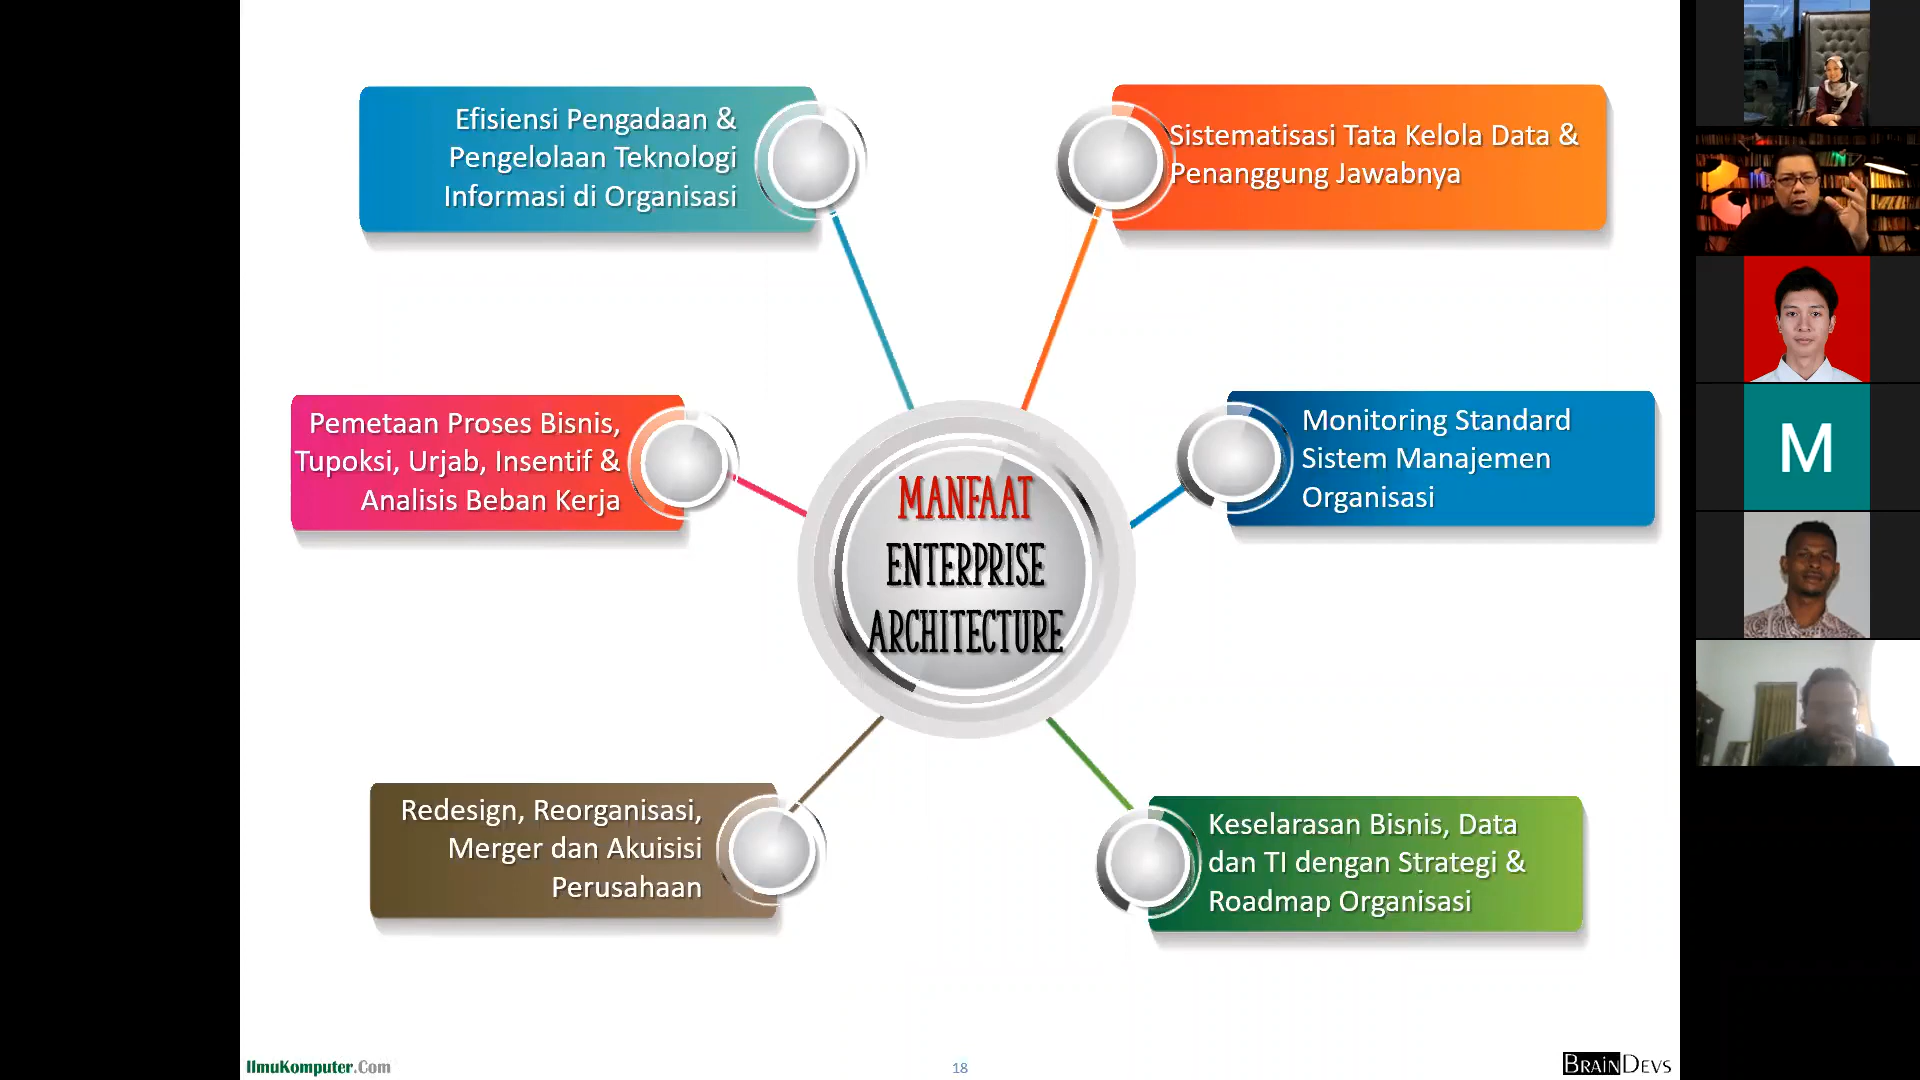 Efisiensi Pengadaan &
Pengelolaan Teknologi
Informasi di Organisasi
Sistematisasi Tata Kelola Data &
Penanggung Jawabnya
Pemetaan Proses Bisnis,
Tupoksi, Urjab, Insentif &
Analisis Beban Kerja
Monitoring Standard
Sistem Manajemen
Organisasi
MANFAAT
ENTERPRISE
ARCHITECTURE
Redesign, Reorganisasi,
Merger dan Akuisisi
Perusahaan
Keselarasan Bisnis, Data
dan TI dengan Strategi &
Roadmap Organisasi
M
IlmuKomputer.Com
18
BRAINDEVS